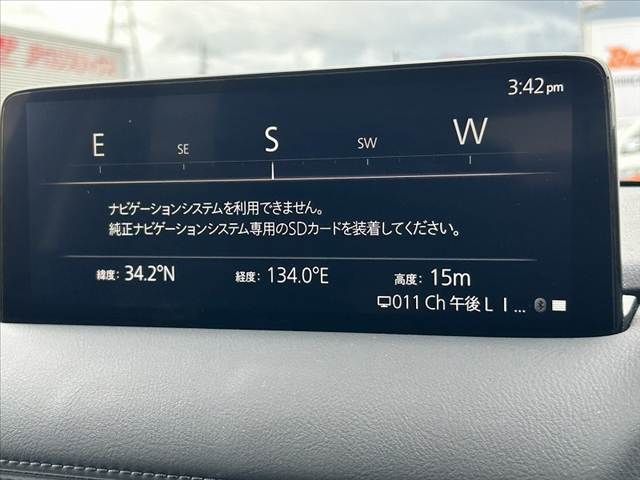 3:42 pm
E SE S SW W
ナビゲーションシステムを利用できません。
純正ナビゲーションシステム専用のSDカードを装着してください。
緯度: 34.2°N 経度: 134.0°E 高度: 15m
011 Ch 午後 L I ...